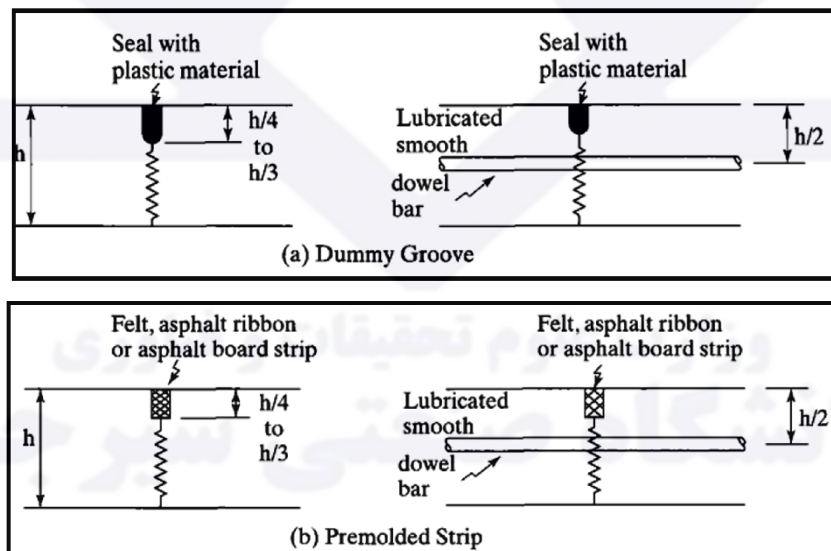 Seal with
plastic material
h
h/4
to
h/3
Seal with
plastic material
Lubricated
smooth
dowel
bar
h/2
(a) Dummy Groove
Felt, asphalt ribbon
or asphalt board strip
h
h/4
to
h/3
Felt, asphalt ribbon
or asphalt board strip
Lubricated
smooth
dowel
bar
h/2
(b) Premolded Strip